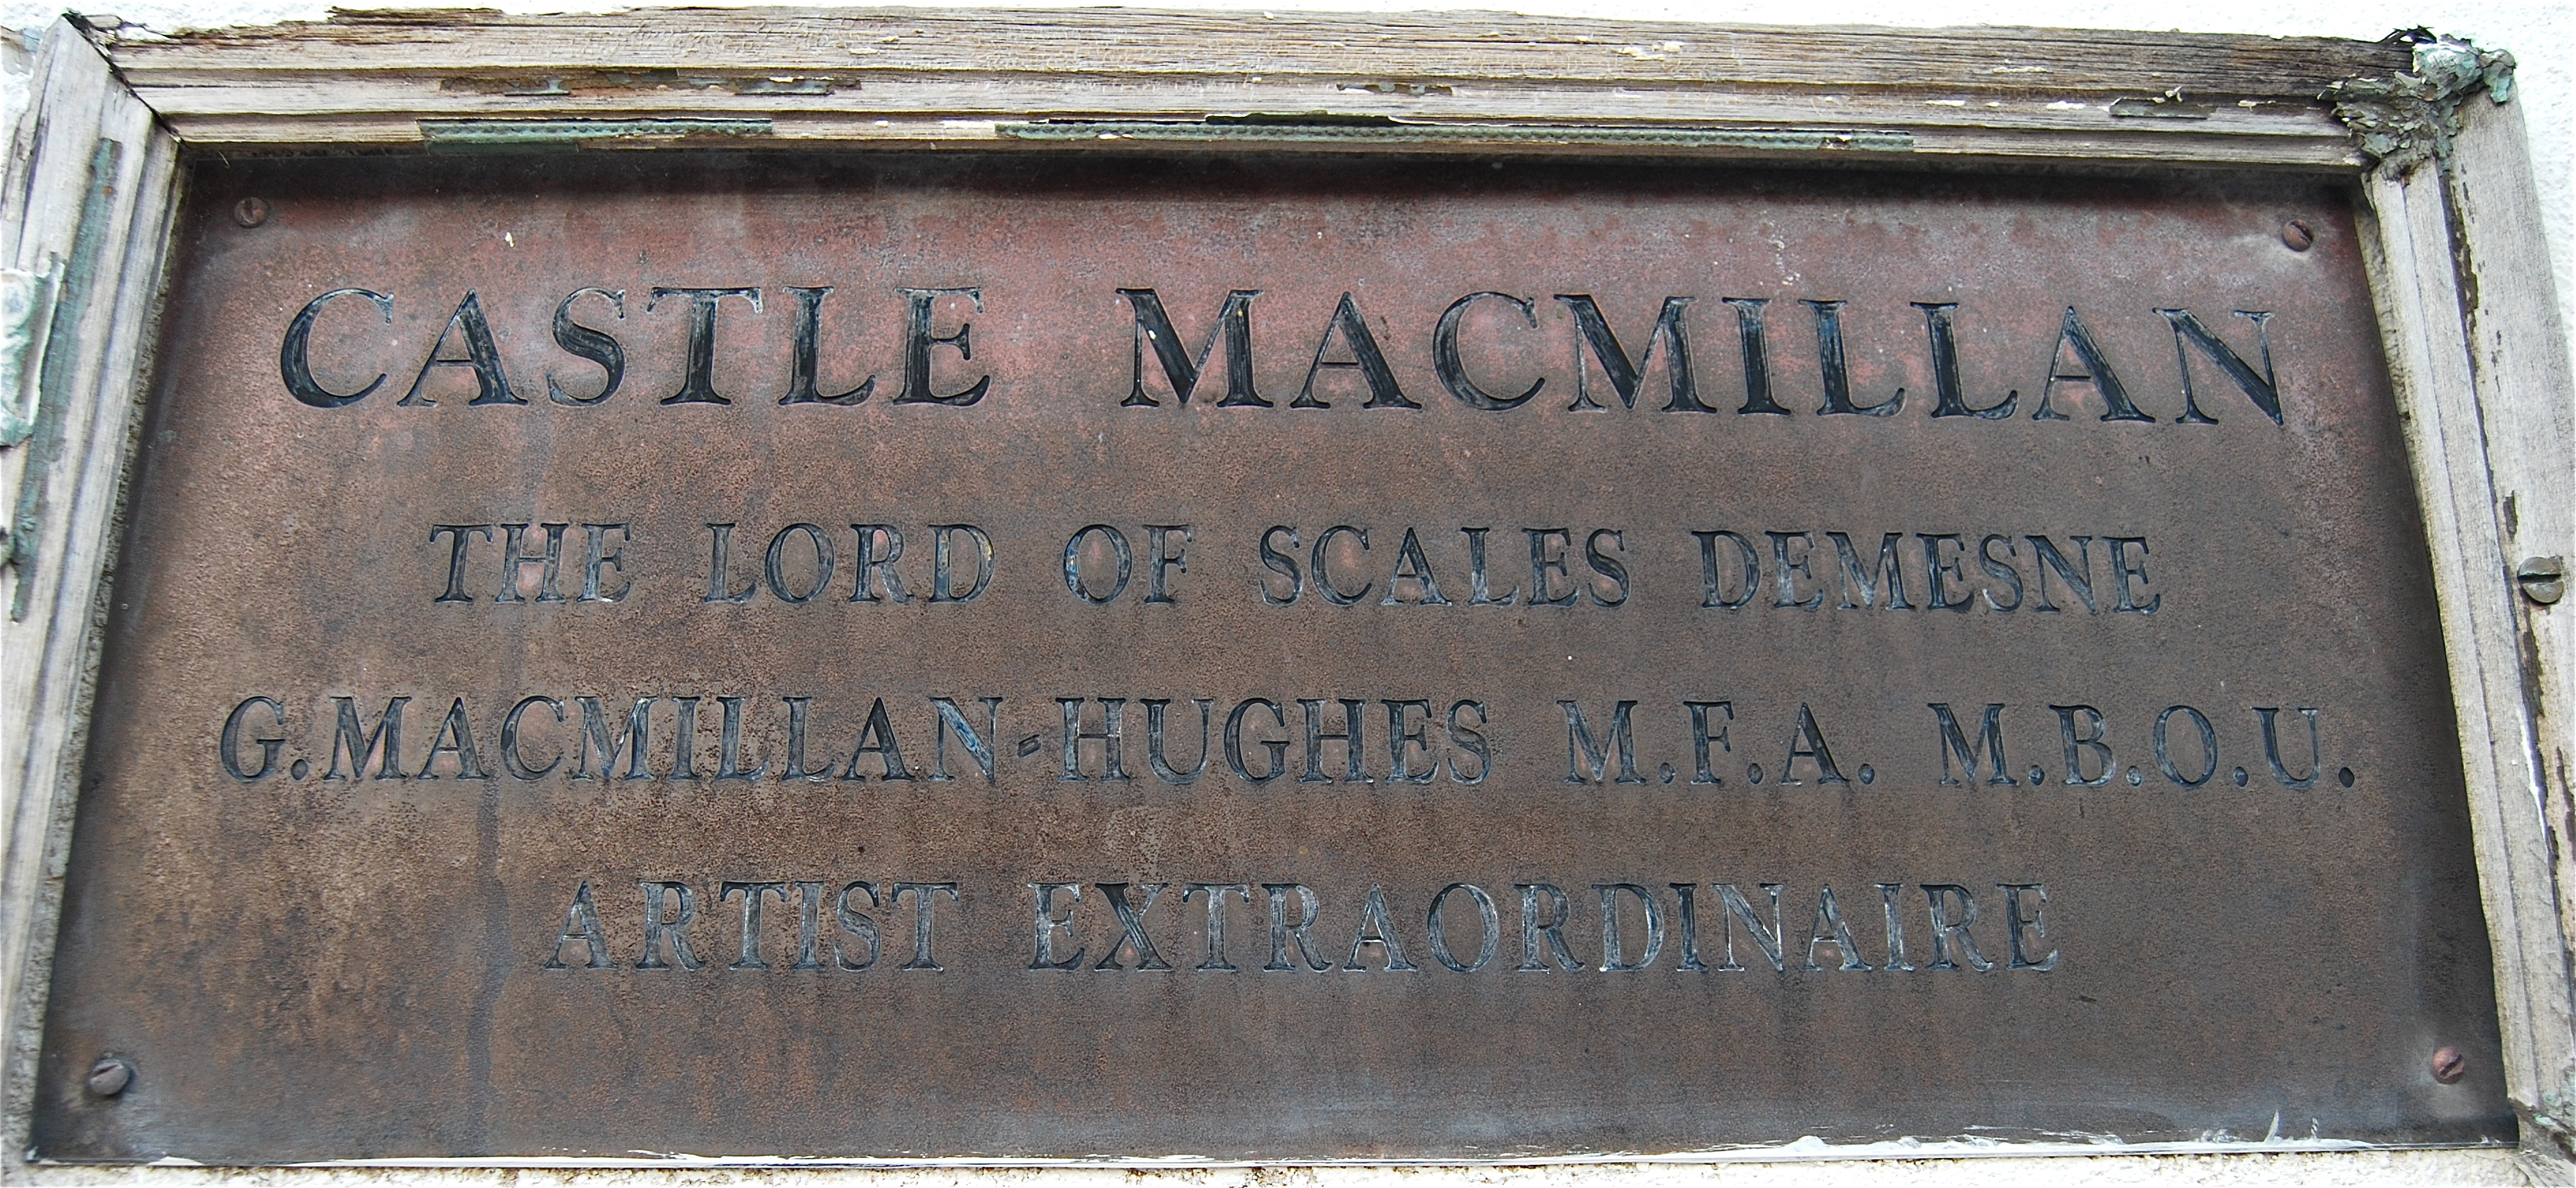 CASTLE MACMILLAN
THE LORD OF SCALES DEMESNE
G.MACMILLAN-HUGHES M.F.A. M.B.O.U.
ARTIST EXTRAORDINAIRE